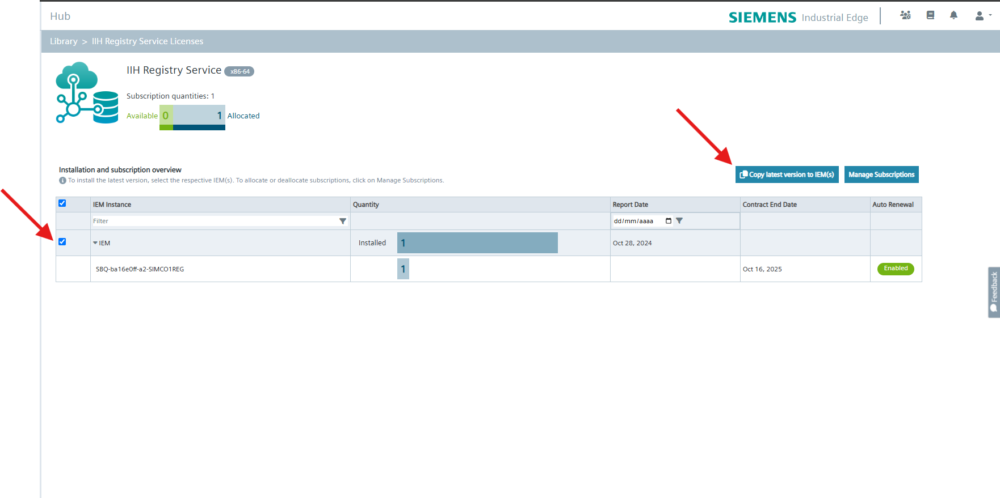 Hub
SIEMENS Industrial Edge
Library > IIH Registry Service Licenses
IIH Registry Service x86-64
Subscription quantities: 1
Available 0 1 Allocated
Installation and subscription overview
To install the latest version, select the respective IEM(s). To allocate or deallocate subscriptions, click on Manage Subscriptions.
Copy latest version to IEM(s) Manage Subscriptions
IEM Instance Quantity Report Date Contract End Date Auto Renewal
Filter dd/mm/aaaa
IEM Installed 1 Oct 28, 2024
SBQ-ba16e0ff-a2-SIMCO1REG 1 Oct 16, 2025 Enabled
Feedback